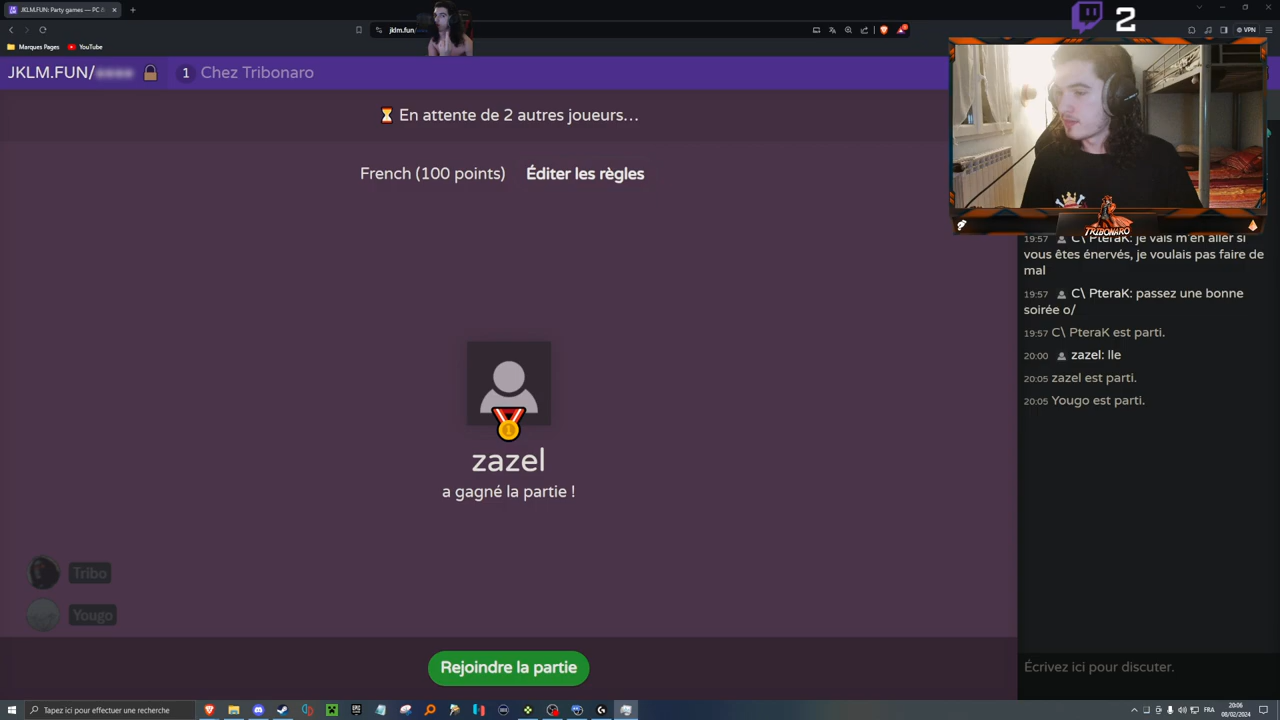 JKLM.FUN: Party games — PC &
2
jklm.fun/
VPN
Marques Pages
YouTube
JKLM.FUN/
1 Chez Tribonaro
En attente de 2 autres joueurs...
French (100 points) Éditer les règles
TRIBONARO
19:57 C\ PteraK: je vais m'en aller si
vous êtes énervés, je voulais pas faire de
mal
19:57 C\ PteraK: passez une bonne
soirée o/
19:57 C\ PteraK est parti.
20:00 zazel: lle
20:05 zazel est parti.
20:05 Yougo est parti.
1
zazel
a gagné la partie !
Tribo
Yougo
Rejoindre la partie
Écrivez ici pour discuter.
Tapez ici pour effectuer une recherche
FRA
20:06
08/02/2024